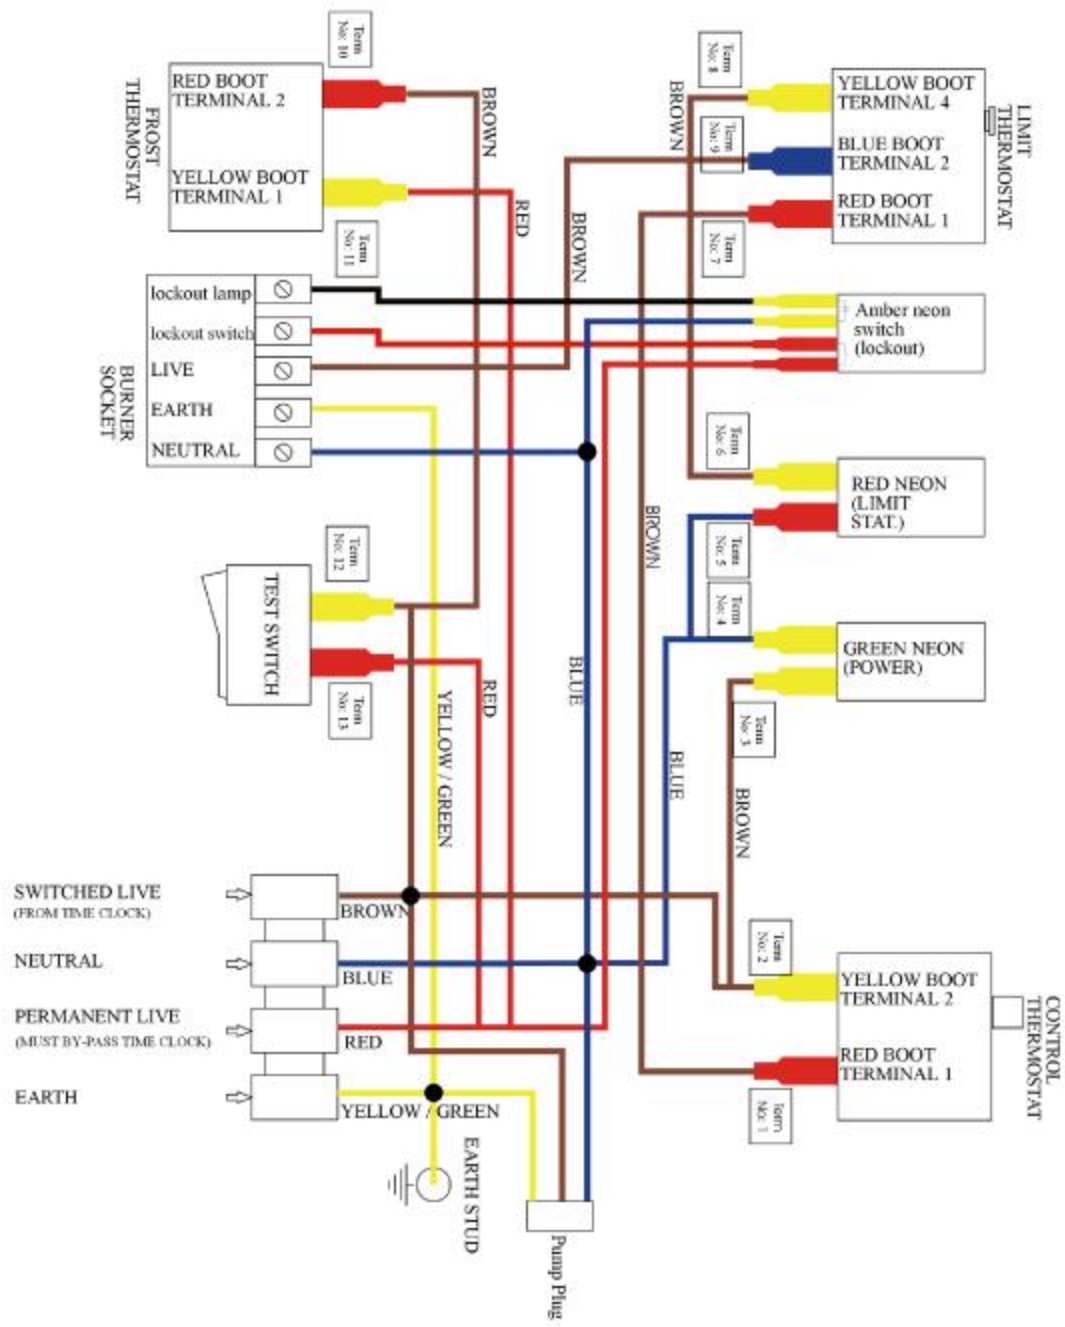 Term
No: 10
RED BOOT
TERMINAL 2
YELLOW BOOT
TERMINAL 1
FROST
THERMOSTAT
BROWN
RED
Term
No: 11
Term
No: 8
BROWN
Term
No: 9
Term
No: 7
YELLOW BOOT
TERMINAL 4
BLUE BOOT
TERMINAL 2
RED BOOT
TERMINAL 1
LIMIT
THERMOSTAT
BROWN
lockout lamp
lockout switch
LIVE
EARTH
NEUTRAL
BURNER
SOCKET
Amber neon
switch
(lockout)
Term
No: 6
RED NEON
(LIMIT
STAT.)
Term
No: 5
BROWN
Term
No: 12
TEST SWITCH
Term
No: 13
RED
YELLOW / GREEN
BLUE
Term
No: 4
GREEN NEON
(POWER)
Term
No: 3
BLUE
BROWN
SWITCHED LIVE
(FROM TIME CLOCK)
BROWN
NEUTRAL
BLUE
PERMANENT LIVE
(MUST BY-PASS TIME CLOCK)
RED
EARTH
YELLOW / GREEN
EARTH STUD
Pump Plug
Term
No: 2
YELLOW BOOT
TERMINAL 2
RED BOOT
TERMINAL 1
Term
No: 1
CONTROL
THERMOSTAT